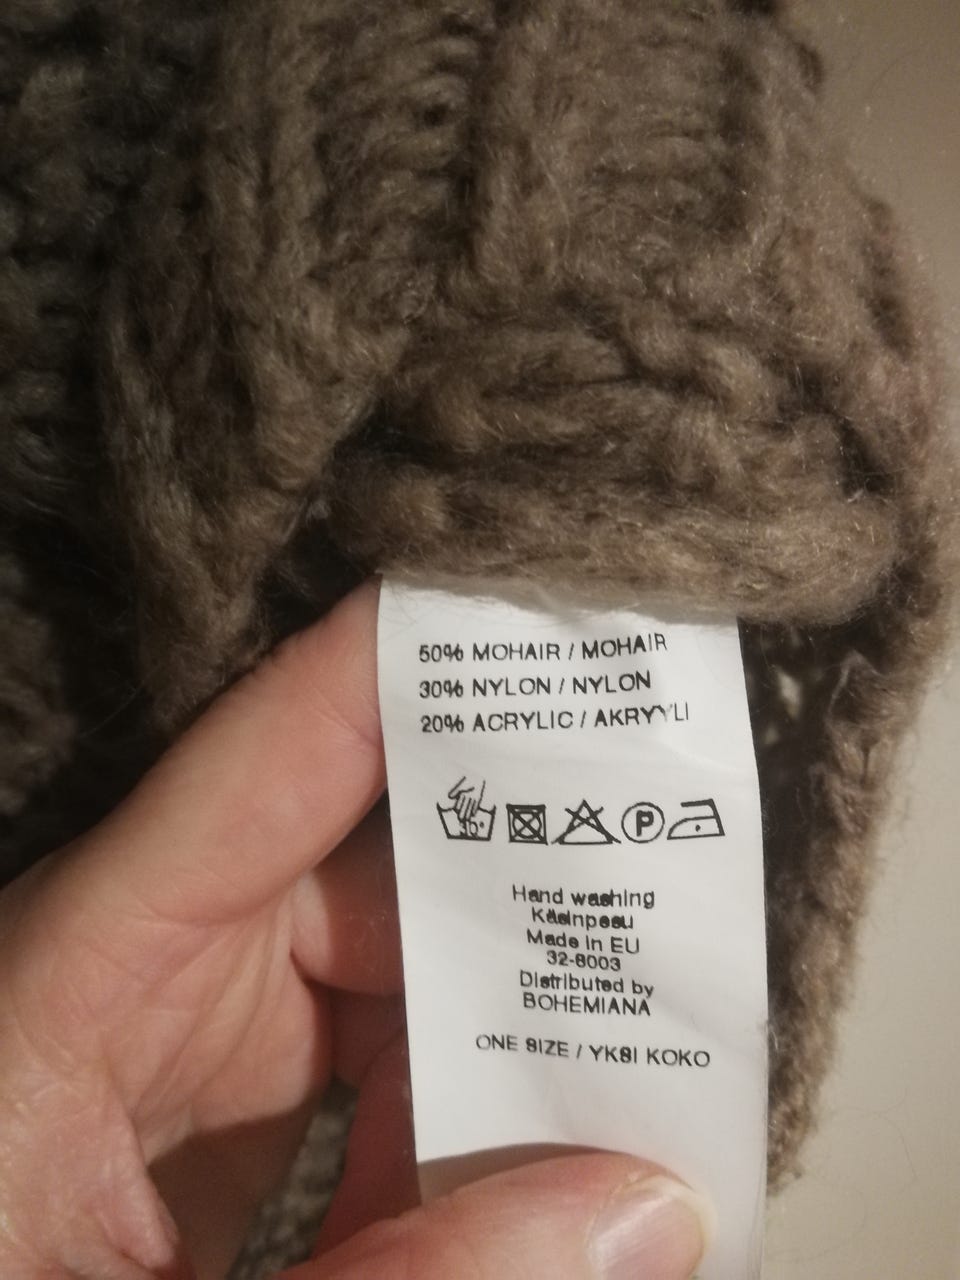 50% MOHAIR / MOHAIR
30% NYLON / NYLON
20% ACRYLIC / AKRYYLI
30°
P
Hand washing
Käsinpesu
Made in EU
32-8003
Distributed by
BOHEMIANA
ONE SIZE / YKSI KOKO